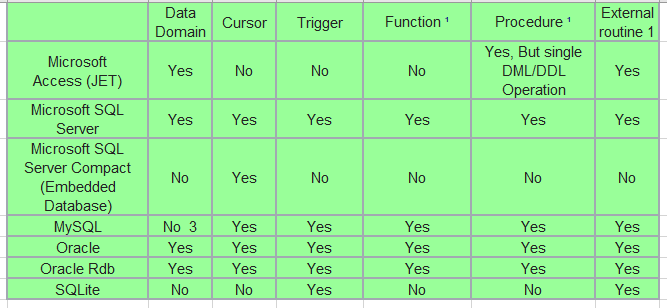 Data Domain Cursor Trigger Function ¹ Procedure ¹ External routine 1
Microsoft Access (JET) Yes No No No Yes, But single DML/DDL Operation Yes
Microsoft SQL Server Yes Yes Yes Yes Yes Yes
Microsoft SQL Server Compact (Embedded Database) No Yes No No No No
MySQL No 3 Yes Yes Yes Yes Yes
Oracle Yes Yes Yes Yes Yes Yes
Oracle Rdb Yes Yes Yes Yes Yes Yes
SQLite No No Yes No No Yes